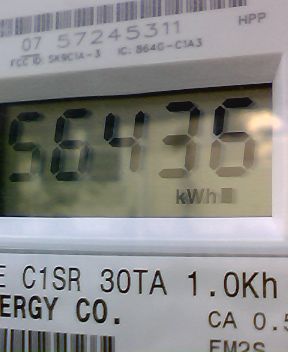 HPP
07 57245311
FCC ID: SK9C1A-3 IC: 864G-C1A3
56436
kWh
E C1SR 30TA 1.0Kh
ERGY CO.
CA 0.5
FM2S